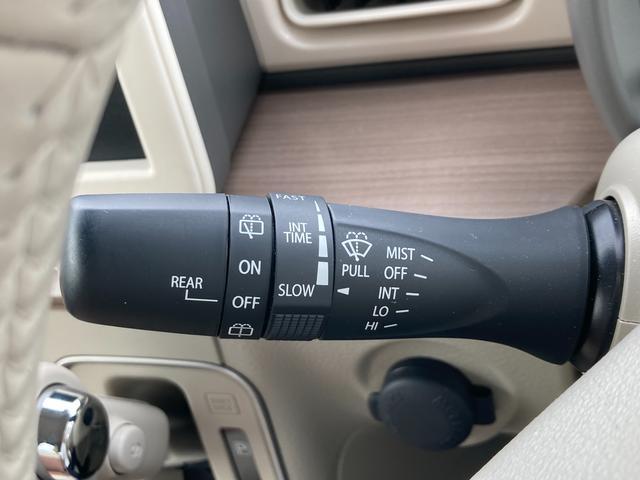 FAST
INT
TIME
SLOW
REAR
ON
OFF
PULL
MIST
OFF
INT
LO
HI